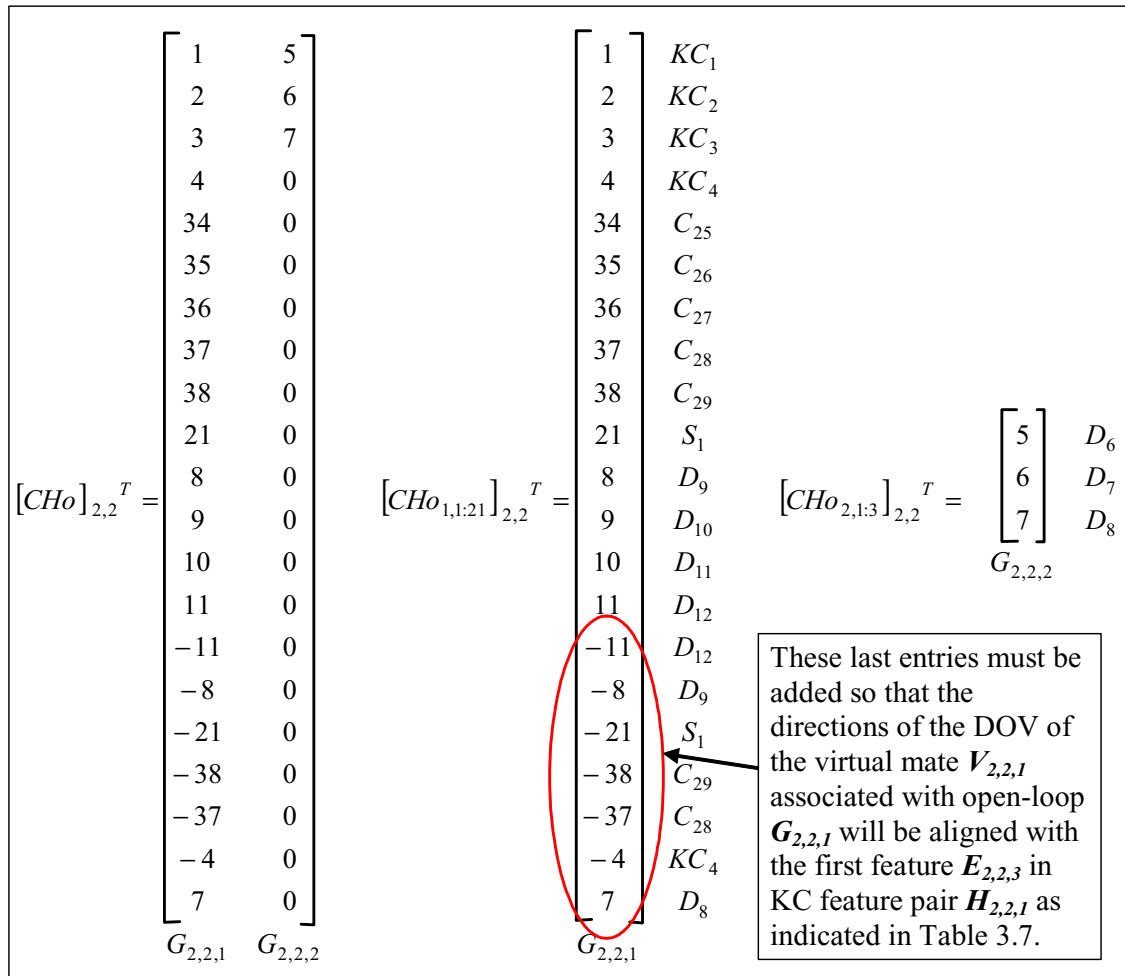 1 5 1 KC₁
2 6 2 KC₂
3 7 3 KC₃
4 0 4 KC₄
34 0 34 C₂₅
35 0 35 C₂₆
36 0 36 C₂₇
37 0 37 C₂₈
38 0 38 C₂₉
21 0 21 S₁ 5 D₆
[CHo]₂,₂ᵀ = 8 0 [CHo₁,₁:₂₁]₂,₂ᵀ = 8 D₉ [CHo₂,₁:₃]₂,₂ᵀ = 6 D₇
9 0 9 D₁₀ 7 D₈
10 0 10 D₁₁ G₂,₂,₂
11 0 11 D₁₂
−11 0 −11 D₁₂
−8 0 −8 D₉
−21 0 −21 S₁
−38 0 −38 C₂₉
−37 0 −37 C₂₈
−4 0 −4 KC₄
7 0 7 D₈
G₂,₂,₁ G₂,₂,₂ G₂,₂,₁
These last entries must be
added so that the
directions of the DOV of
the virtual mate V₂,₂,₁
associated with open-loop
G₂,₂,₁ will be aligned with
the first feature E₂,₂,₃ in
KC feature pair H₂,₂,₁ as
indicated in Table 3.7.